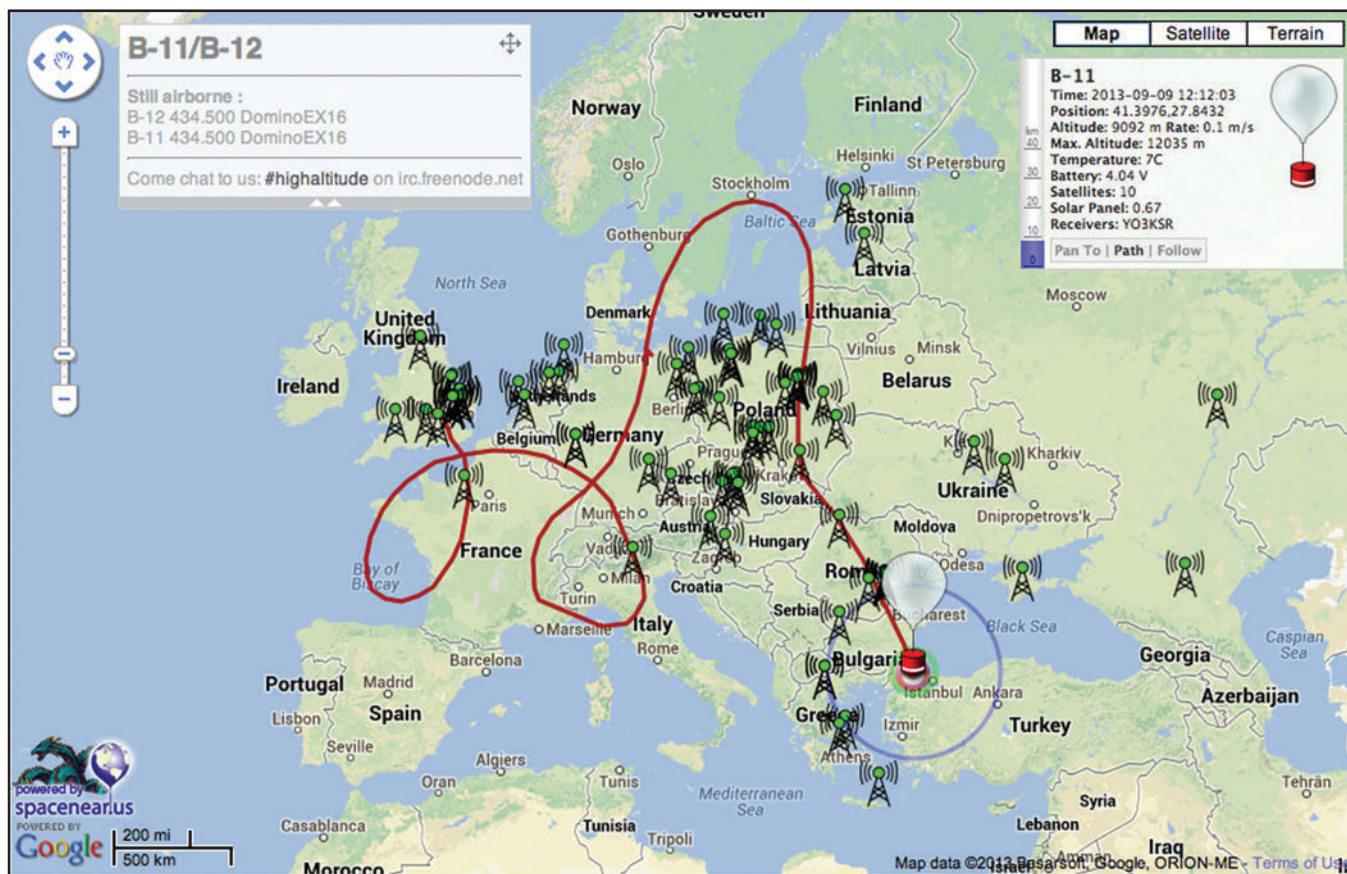 Sweden
B-11/B-12
Still airborne :
B-12 434.500 DominoEX16
B-11 434.500 DominoEX16
Come chat to us: #highaltitude on irc.freenode.net
Map
Satellite
Terrain
B-11
Time: 2013-09-09 12:12:03
Position: 41.3976,27.8432
Altitude: 9092 m Rate: 0.1 m/s
Max. Altitude: 12035 m
Temperature: 7C
Battery: 4.04 V
Satellites: 10
Solar Panel: 0.67
Receivers: YO3KSR
Pan To | Path | Follow
km
40
30
20
10
0
Norway
Finland
Oslo
Helsinki
St Petersburg
Stockholm
Tallinn
Baltic Sea
Estonia
Gothenburg
Latvia
North Sea
Moscow
Denmark
Lithuania
United
Kingdom
Vilnius
Minsk
Hamburg
Ireland
Belarus
Berlin
Poland
Belgium
Germany
Prague
Kharkiv
Krakow
Ukraine
Paris
Slovakia
Munich
Bratislava
Dnipropetrovs'k
Austria
Moldova
France
Hungary
Zagreb
Odesa
Bay of
Biscay
Milan
Croatia
Turin
Serbia
Bucharest
Black Sea
Marseille
Italy
Caspian
Sea
Rome
Bulgaria
Georgia
Barcelona
Istanbul
Ankara
Portugal
Madrid
Azerbaijan
Spain
Greece
Turkey
Lisbon
Izmir
Seville
Athens
Algiers
Tunis
Oran
Mediterranean
Sea
Tehrän
powered by
spacenear.us
Syria
POWERED BY
Google
200 mi
500 km
Casablanca
Tunisia
Tripoli
Lebanon
Iraq
Morocco
Israel
Amman
Map data ©2013 Basarsoft, Google, ORION-ME - Terms of Use